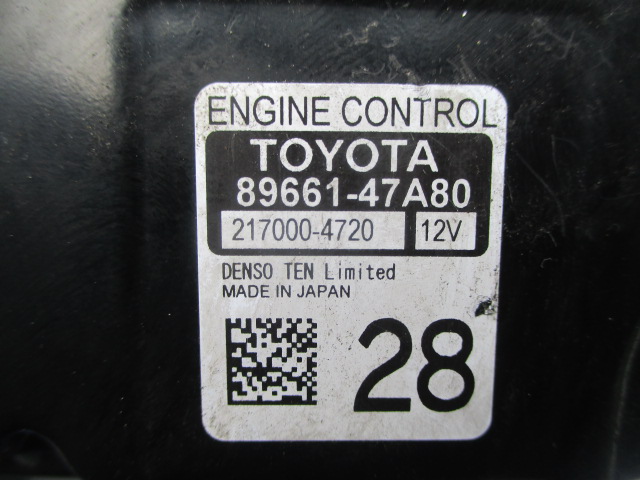 ENGINE CONTROL
TOYOTA
89661-47A80
217000-4720 12V
DENSO TEN Limited
MADE IN JAPAN
28